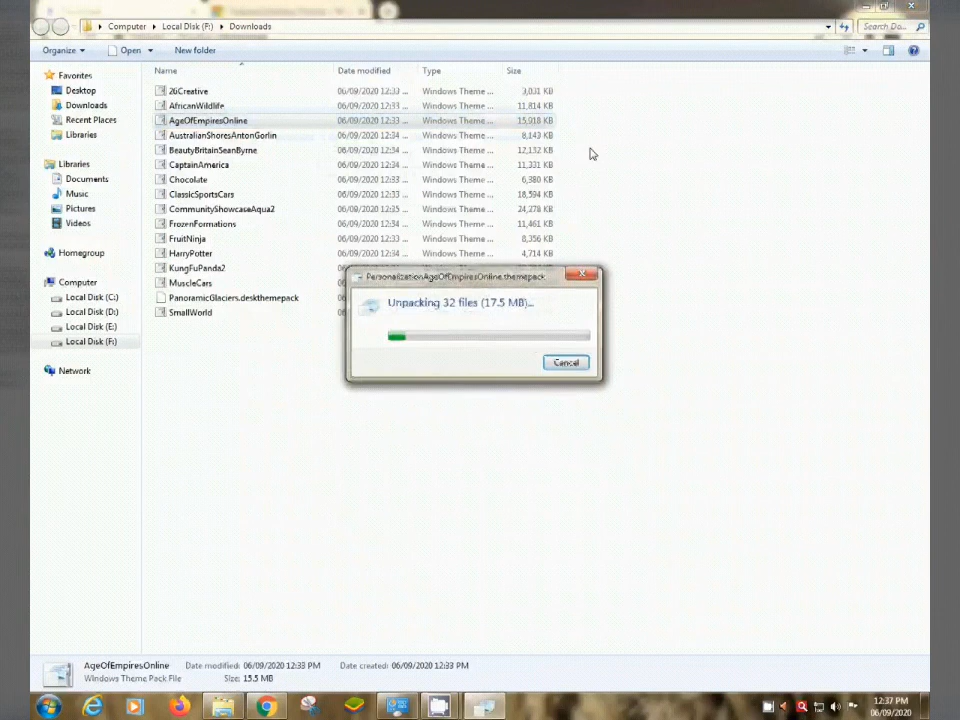 Computer ▸ Local Disk (F:) ▸ Downloads
Search Do...
Organize
Open
New folder
Name
Date modified
Type
Size
Favorites
Desktop
Downloads
Recent Places
Libraries
Libraries
Documents
Music
Pictures
Videos
Homegroup
Computer
Local Disk (C:)
Local Disk (D:)
Local Disk (E:)
Local Disk (F:)
Network
26Creative 06/09/2020 12:33 ... Windows Theme ... 3,031 KB
AfricanWildlife 06/09/2020 12:33 ... Windows Theme ... 11,814 KB
AgeOfEmpiresOnline 06/09/2020 12:33 ... Windows Theme ... 15,918 KB
AustralianShoresAntonGorlin 06/09/2020 12:34 ... Windows Theme ... 8,143 KB
BeautyBritainSeanByrne 06/09/2020 12:34 ... Windows Theme ... 12,132 KB
CaptainAmerica 06/09/2020 12:33 ... Windows Theme ... 11,331 KB
Chocolate 06/09/2020 12:34 ... Windows Theme ... 6,380 KB
ClassicSportsCars 06/09/2020 12:34 ... Windows Theme ... 18,594 KB
CommunityShowcaseAqua2 06/09/2020 12:35 ... Windows Theme ... 24,278 KB
FrozenFormations 06/09/2020 12:34 ... Windows Theme ... 11,461 KB
FruitNinja 06/09/2020 12:33 ... Windows Theme ... 8,356 KB
HarryPotter 06/09/2020 12:34 ... Windows Theme ... 4,714 KB
KungFuPanda2
MuscleCars
PanoramicGlaciers.deskthemepack
SmallWorld
PersonalizationAgeOfEmpiresOnline.themepack
Unpacking 32 files (17.5 MB)...
Cancel
AgeOfEmpiresOnline Date modified: 06/09/2020 12:33 PM Date created: 06/09/2020 12:33 PM
Windows Theme Pack File Size: 15.5 MB
12:37 PM
06/09/2020